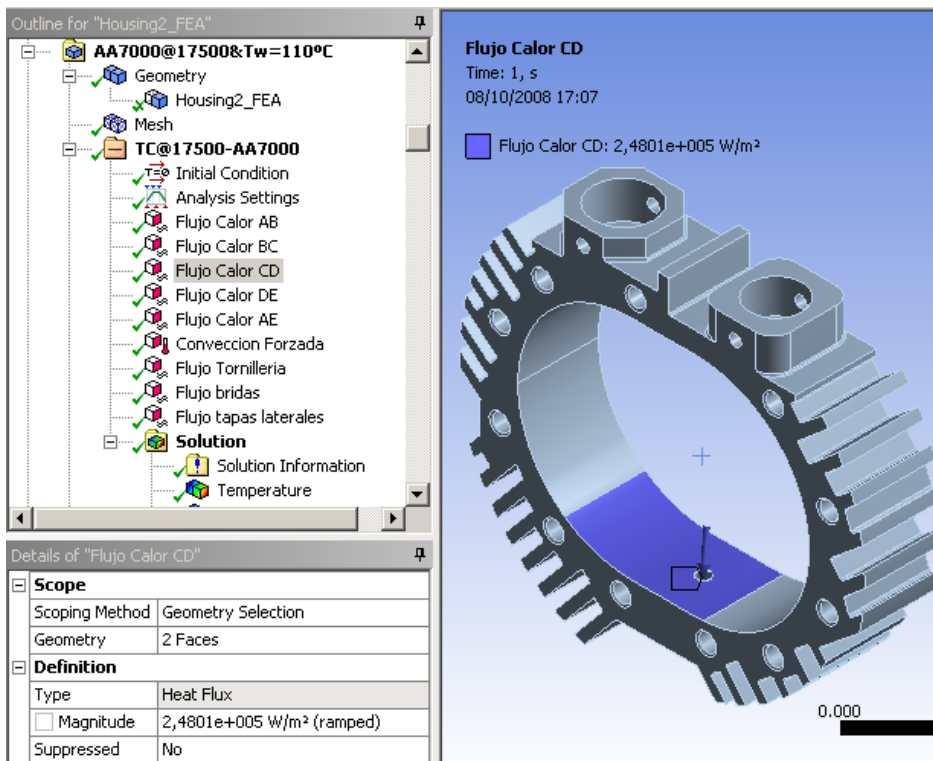 Outline for "Housing2_FEA"
AA7000@17500&Tw=110ºC
Geometry
Housing2_FEA
Mesh
TC@17500-AA7000
T=0 Initial Condition
Analysis Settings
Flujo Calor AB
Flujo Calor BC
Flujo Calor CD
Flujo Calor DE
Flujo Calor AE
Conveccion Forzada
Flujo Tornilleria
Flujo bridas
Flujo tapas laterales
Solution
Solution Information
Temperature
Details of "Flujo Calor CD"
Scope
Scoping Method Geometry Selection
Geometry 2 Faces
Definition
Type Heat Flux
Magnitude 2,4801e+005 W/m² (ramped)
Suppressed No
Flujo Calor CD
Time: 1, s
08/10/2008 17:07
Flujo Calor CD: 2,4801e+005 W/m²
0.000